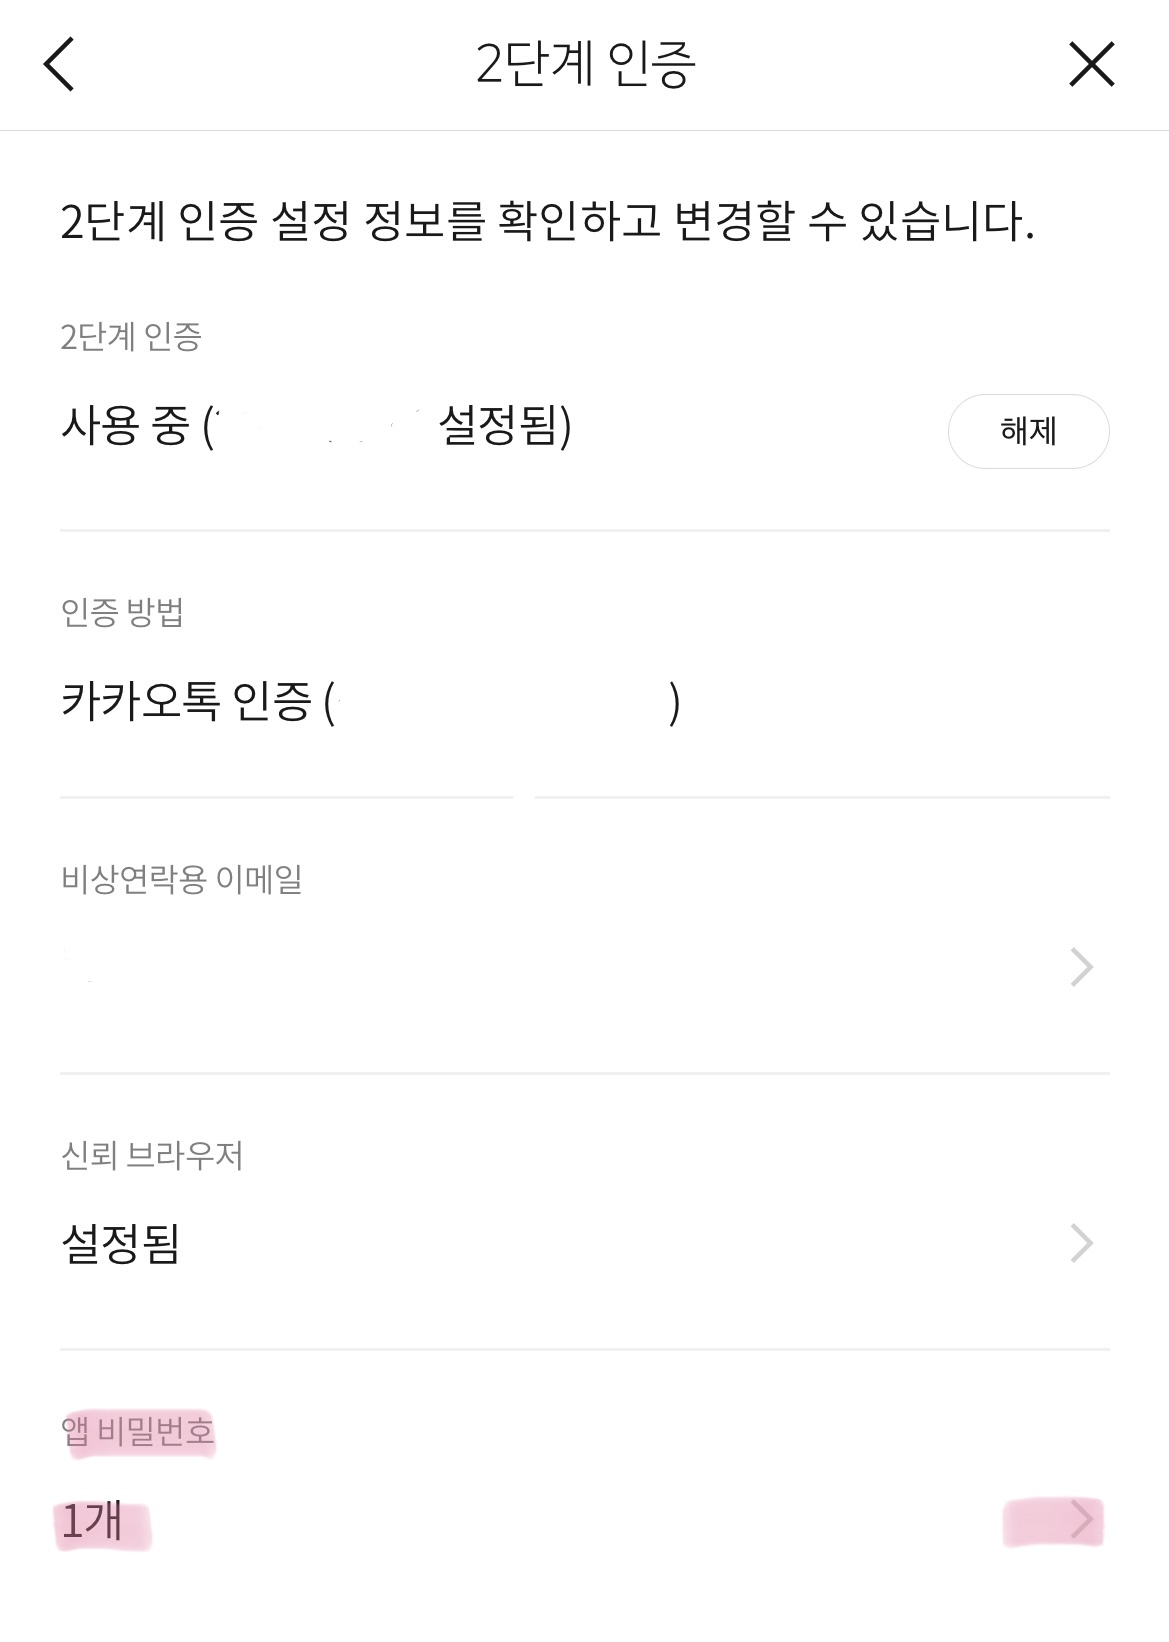 2단계 인증
2단계 인증 설정 정보를 확인하고 변경할 수 있습니다.
2단계 인증
사용 중 ( 설정됨)
해제
인증 방법
카카오톡 인증 ( )
비상연락용 이메일
신뢰 브라우저
설정됨
앱 비밀번호
1개